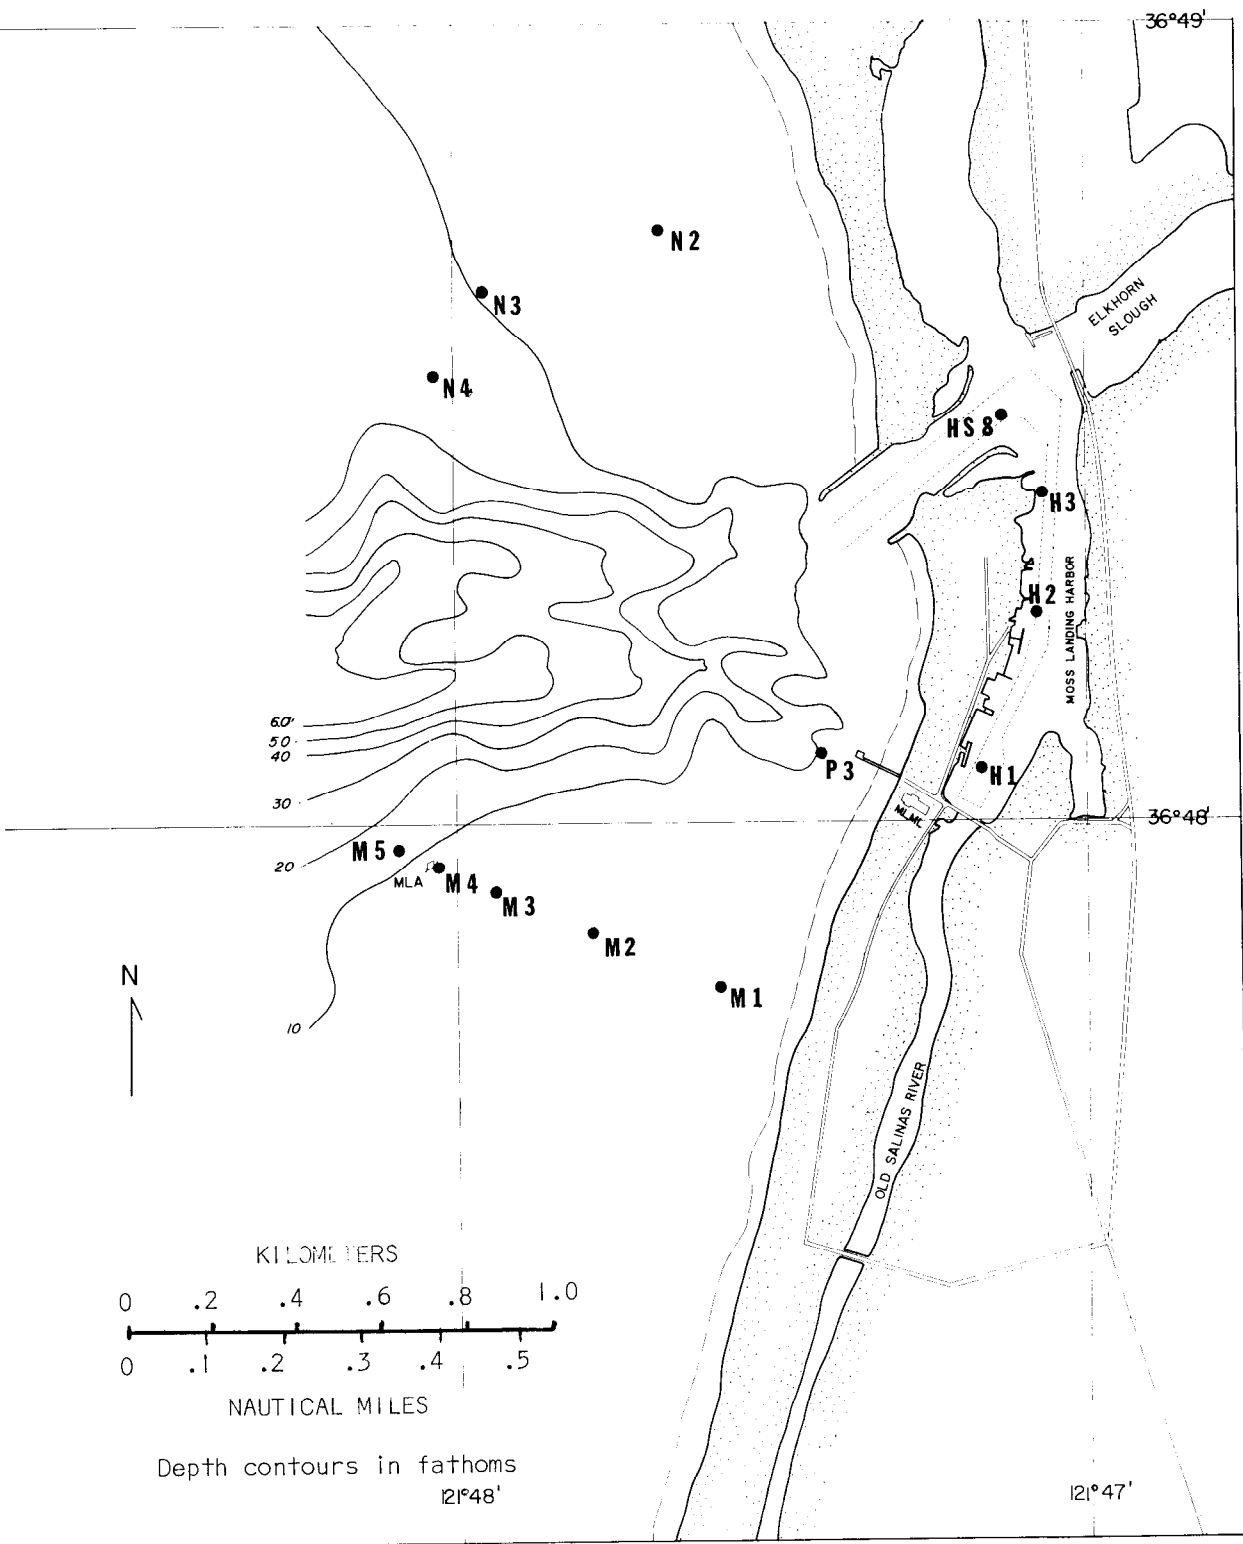 36°49'
N2
N3
N4
ELKHORN
SLOUGH
HS 8
H3
MOSS LANDING HARBOR
H2
H1
P3
MLML
36°48'
60
50
40
30
20
10
M5
MLA
M4
M3
M2
M1
N
OLD SALINAS RIVER
KILOMETERS
0 .2 .4 .6 .8 1.0
0 .1 .2 .3 .4 .5
NAUTICAL MILES
Depth contours in fathoms
121°48'
121°47'